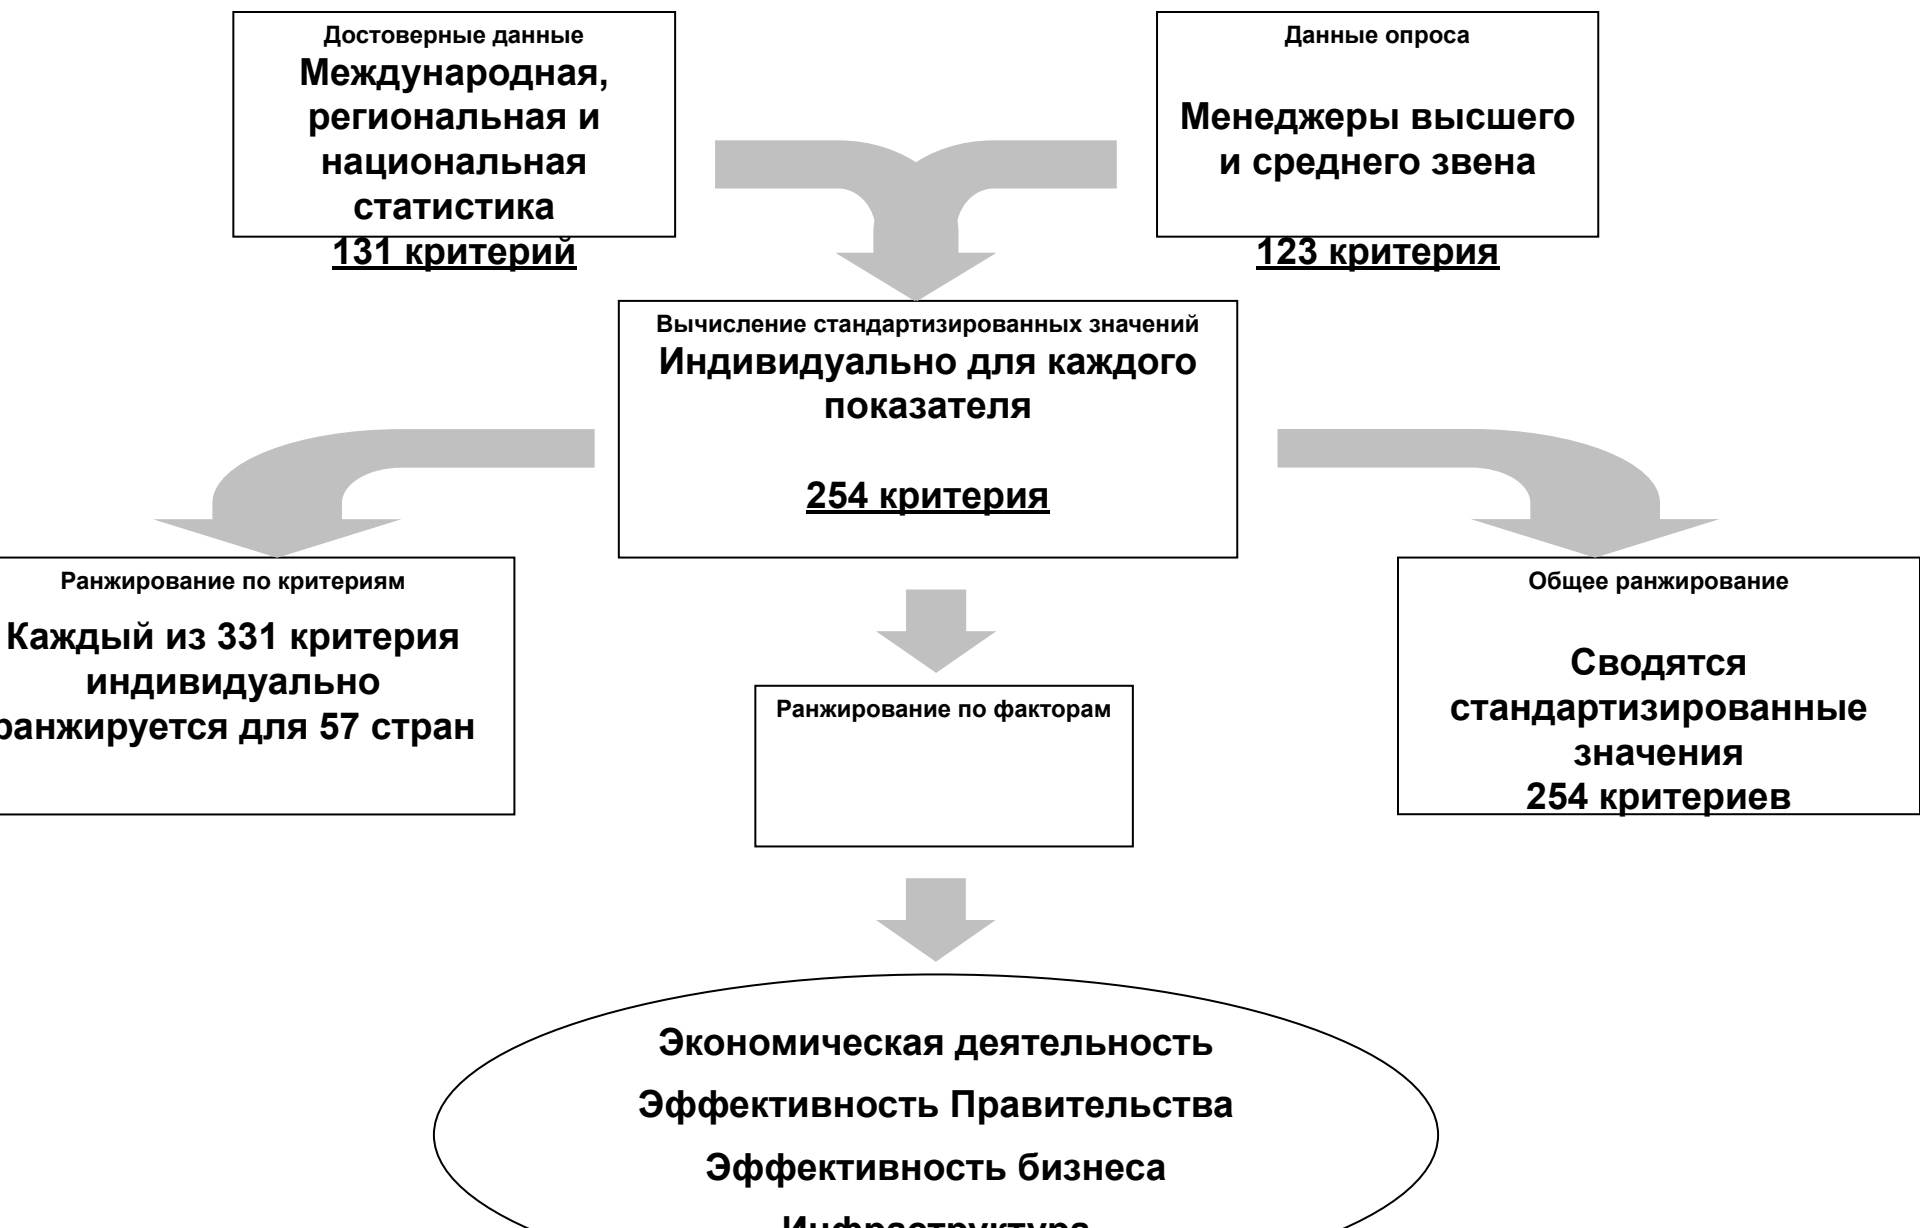 Достоверные данные
Международная,
региональная и
национальная
статистика
131 критерий
Данные опроса
Менеджеры высшего
и среднего звена
123 критерия
Вычисление стандартизированных значений
Индивидуально для каждого
показателя
254 критерия
Ранжирование по критериям
Каждый из 331 критерия
индивидуально
ранжируется для 57 стран
Ранжирование по факторам
Общее ранжирование
Сводятся
стандартизированные
значения
254 критериев
Экономическая деятельность
Эффективность Правительства
Эффективность бизнеса
Инфраструктура